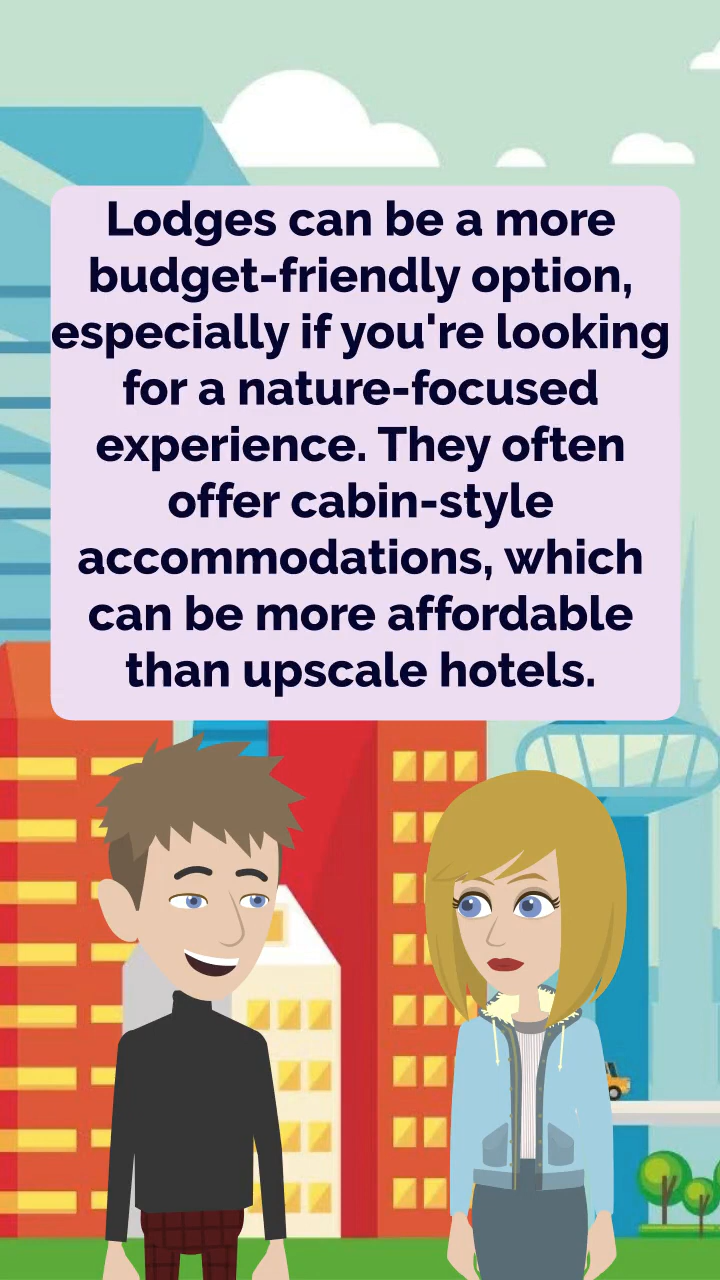 Lodges can be a more
budget-friendly option,
especially if you're looking
for a nature-focused
experience. They often
offer cabin-style
accommodations, which
can be more affordable
than upscale hotels.